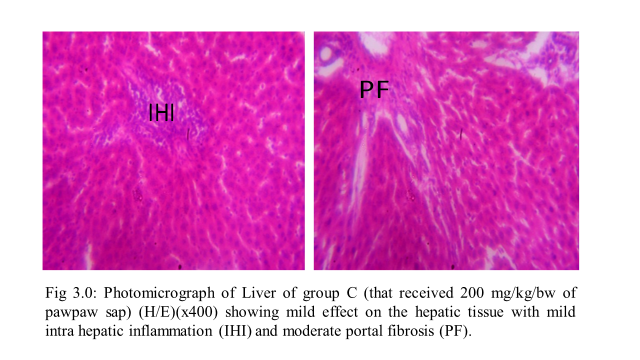 IHI
PF
Fig 3.0: Photomicrograph of Liver of group C (that received 200 mg/kg/bw of
pawpaw sap) (H/E)(x400) showing mild effect on the hepatic tissue with mild
intra hepatic inflammation (IHI) and moderate portal fibrosis (PF).